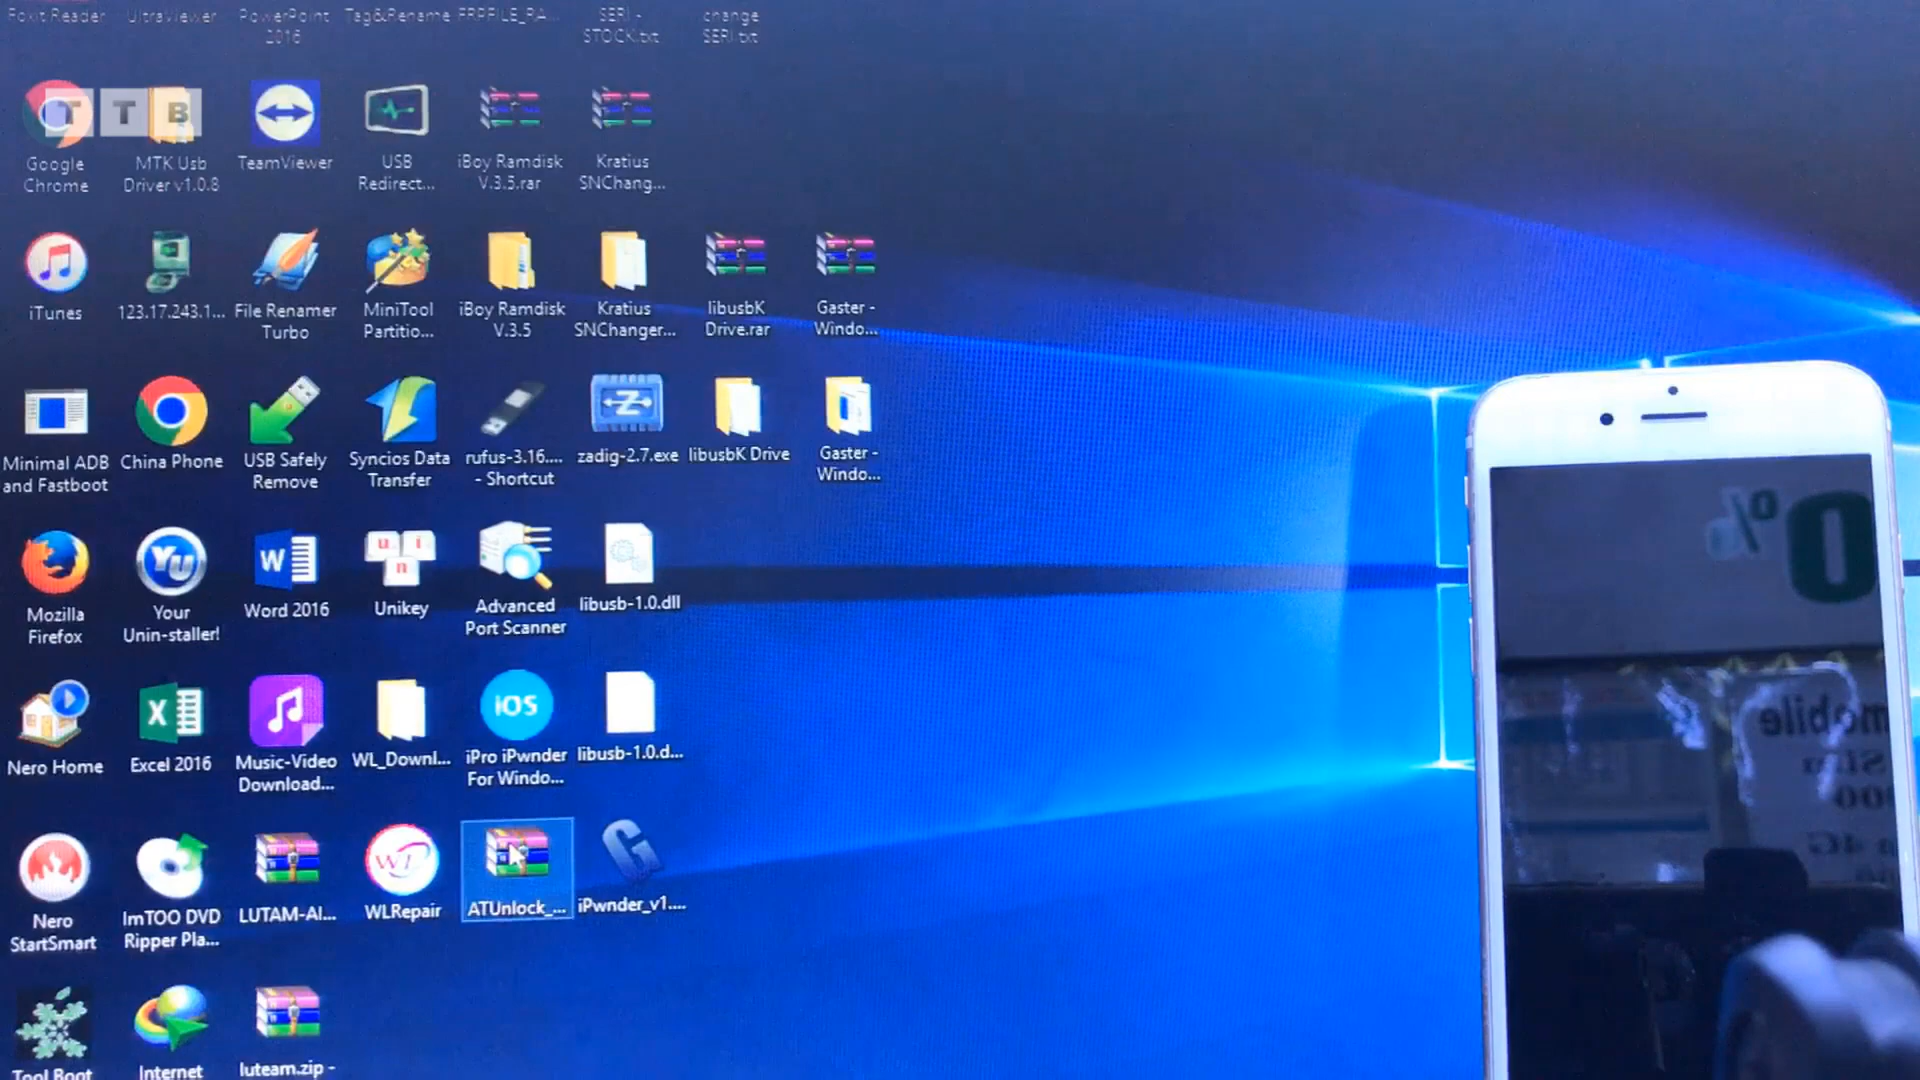 Foxit Reader
UltraViewer
PowerPoint
2016
Tag&Rename
FRPFILE_RA...
SERI -
STOCK.txt
change
SERI.txt
T T B
Google
Chrome
MTK Usb
Driver v1.0.8
TeamViewer
USB
Redirect...
iBoy Ramdisk
V.3.5.rar
Kratius
SNChang...
iTunes
123.17.243.1...
File Renamer
Turbo
MiniTool
Partitio...
iBoy Ramdisk
V.3.5
Kratius
SNChanger...
libusbK
Drive.rar
Gaster -
Windo...
Minimal ADB
and Fastboot
China Phone
USB Safely
Remove
Syncios Data
Transfer
rufus-3.16....
- Shortcut
zadig-2.7.exe
libusbK Drive
Gaster -
Windo...
Mozilla
Firefox
Your
Unin-staller!
Word 2016
Unikey
Advanced
Port Scanner
libusb-1.0.dll
Nero Home
Excel 2016
Music-Video
Download...
WL_Downl...
iOS
iPro iPwnder
For Windo...
libusb-1.0.d...
Nero
StartSmart
ImTOO DVD
Ripper Pla...
LUTAM-AI...
WLRepair
ATUnlock_...
iPwnder_v1....
Tool Boot
Internet
luteam.zip -
0%
mobile